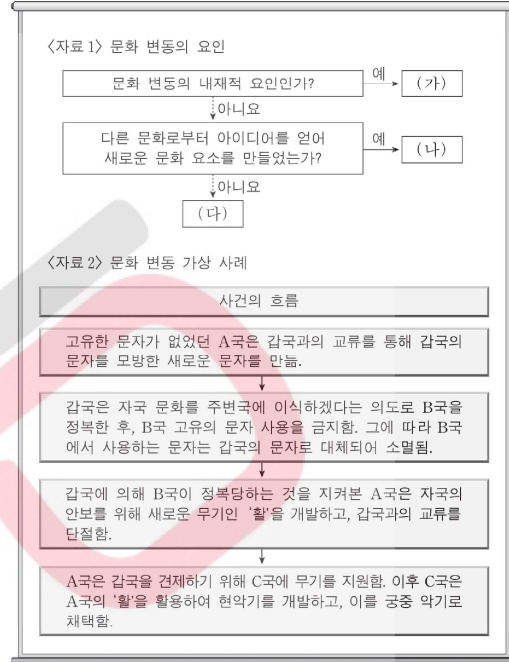 〈자료 1〉 문화 변동의 요인
문화 변동의 내재적 요인인가?
예
(가)
아니요
다른 문화로부터 아이디어를 얻어
새로운 문화 요소를 만들었는가?
예
(나)
아니요
(다)
〈자료 2〉 문화 변동 가상 사례
사건의 흐름
고유한 문자가 없었던 A국은 갑국과의 교류를 통해 갑국의
문자를 모방한 새로운 문자를 만듦.
갑국은 자국 문화를 주변국에 이식하겠다는 의도로 B국을
정복한 후, B국 고유의 문자 사용을 금지함. 그에 따라 B국
에서 사용하는 문자는 갑국의 문자로 대체되어 소멸됨.
갑국에 의해 B국이 정복당하는 것을 지켜본 A국은 자국의
안보를 위해 새로운 무기인 ‘활’을 개발하고, 갑국과의 교류를
단절함.
A국은 갑국을 견제하기 위해 C국에 무기를 지원함. 이후 C국은
A국의 ‘활’을 활용하여 현악기를 개발하고, 이를 궁중 악기로
채택함.